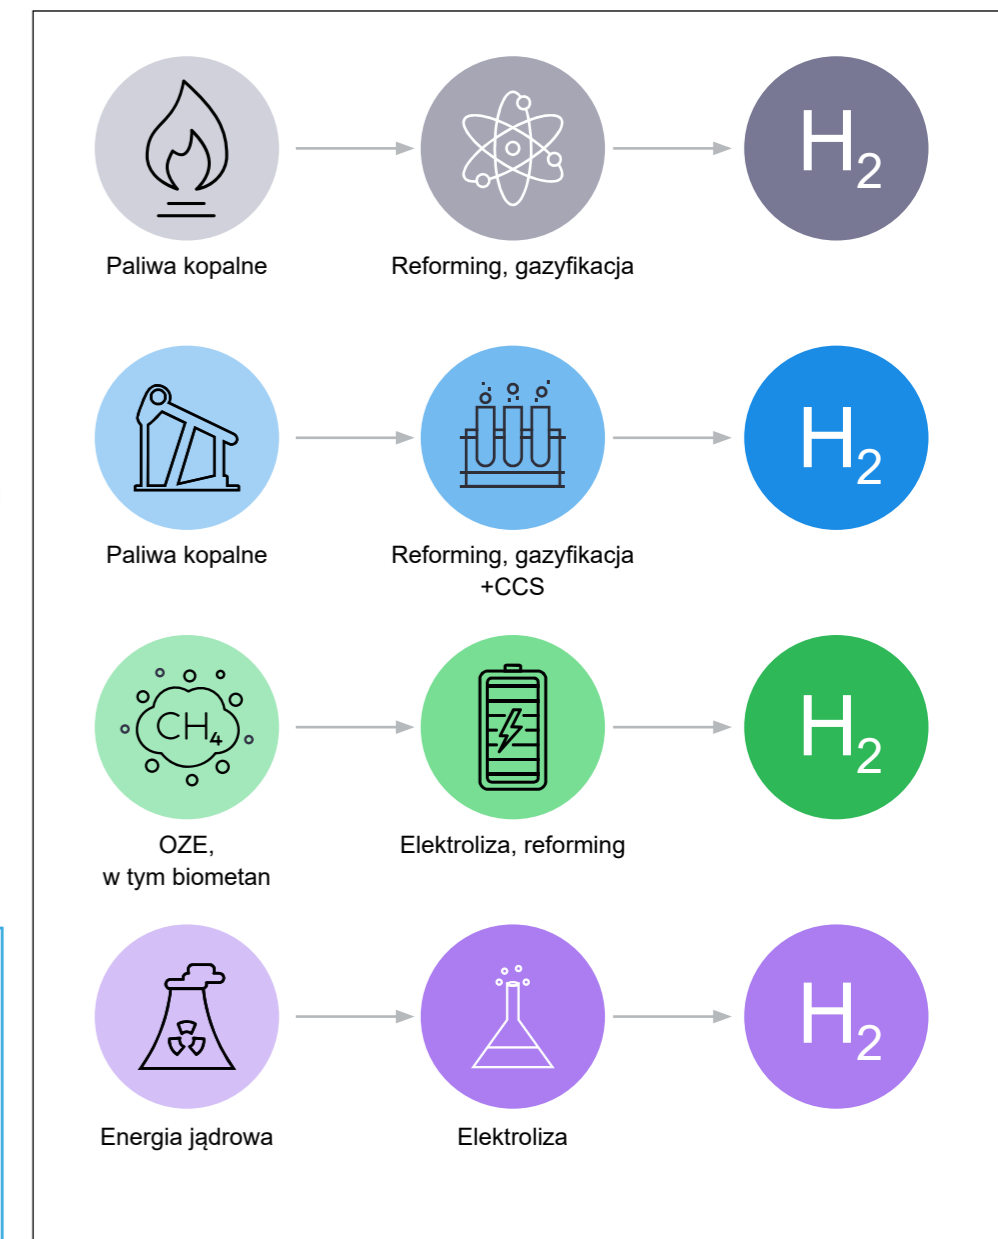 H₂
Paliwa kopalne
Reforming, gazyfikacja
H₂
Paliwa kopalne
Reforming, gazyfikacja
+CCS
CH₄
H₂
OZE,
w tym biometan
Elektroliza, reforming
H₂
Energia jądrowa
Elektroliza